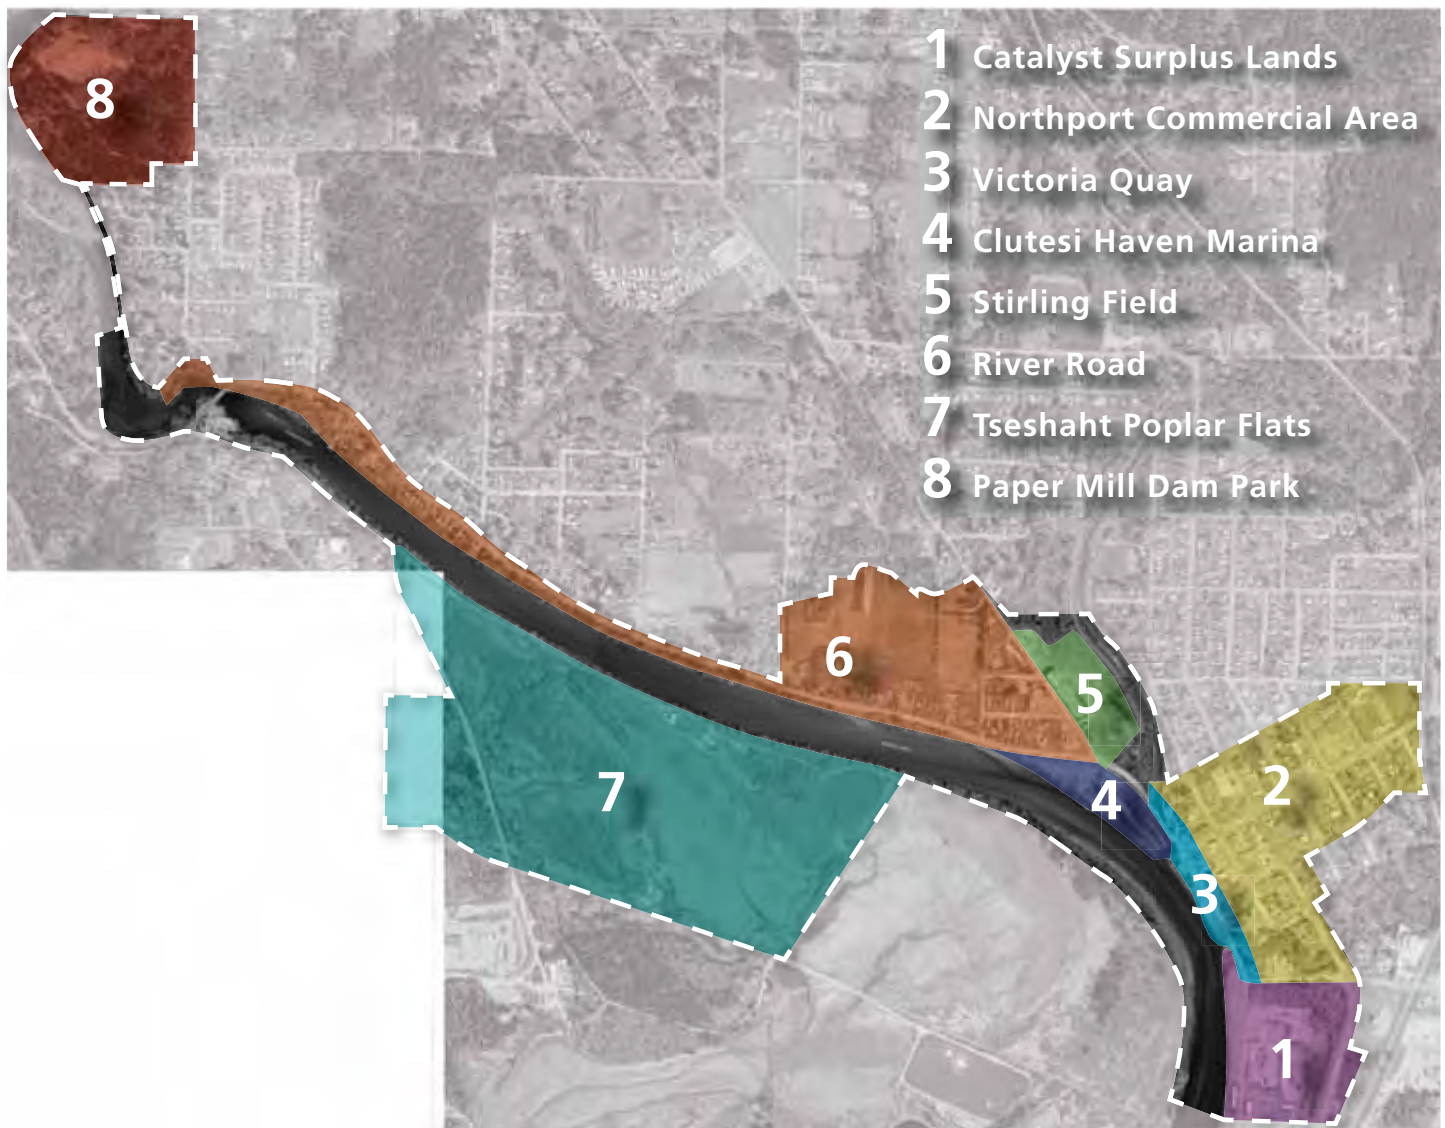 1 Catalyst Surplus Lands
2 Northport Commercial Area
3 Victoria Quay
4 Clutesi Haven Marina
5 Stirling Field
6 River Road
7 Tseshaht Poplar Flats
8 Paper Mill Dam Park
8
6
5
2
7
4
3
1